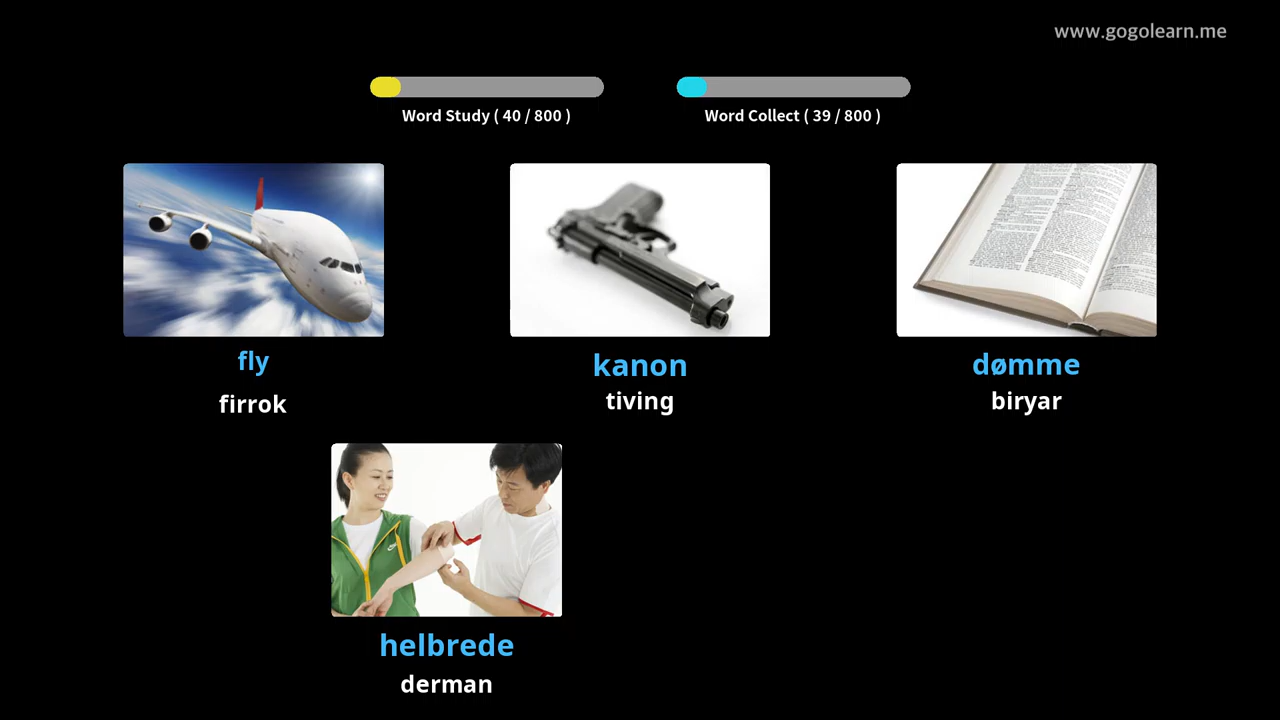 www.gogolearn.me
Word Study ( 40 / 800 )
Word Collect ( 39 / 800 )
fly
firrok
kanon
tiving
dømme
biryar
helbrede
derman